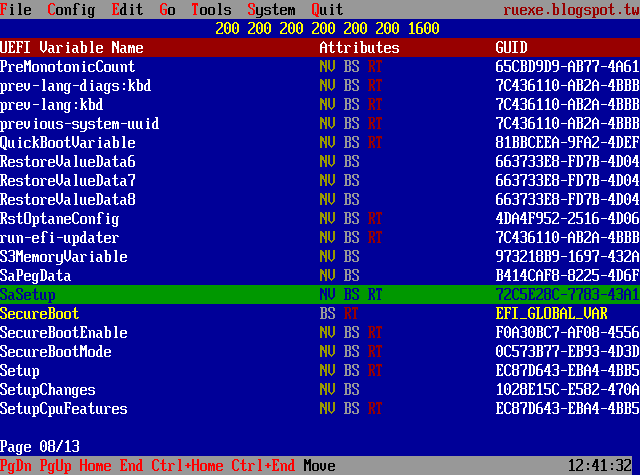 File Config Edit Go Tools System Quit ruexe.blogspot.tw
200 200 200 200 200 200 1600
UEFI Variable Name Attributes GUID
PreMonotonicCount NV BS RT 65CBD9D9-AB77-4A61
prev-lang-diags:kbd NV BS RT 7C436110-AB2A-4BBB
prev-lang:kbd NV BS RT 7C436110-AB2A-4BBB
previous-system-uuid NV BS RT 7C436110-AB2A-4BBB
QuickBootVariable NV BS RT 81BBCEEA-9FA2-4DEF
RestoreValueData6 NV BS 663733E8-FD7B-4D04
RestoreValueData7 NV BS 663733E8-FD7B-4D04
RestoreValueData8 NV BS 663733E8-FD7B-4D04
RstOptaneConfig NV BS RT 4DA4F952-2516-4D06
run-efi-updater NV BS RT 7C436110-AB2A-4BBB
S3MemoryVariable NV BS 973218B9-1697-432A
SaPegData NV BS B414CAF8-8225-4D6F
SaSetup NV BS RT 72C5E28C-7783-43A1
SecureBoot BS RT EFI_GLOBAL_VAR
SecureBootEnable NV BS RT F0A30BC7-AF08-4556
SecureBootMode NV BS RT 0C573B77-EB93-4D3D
Setup NV BS RT EC87D643-EBA4-4BB5
SetupChanges NV BS 1028E15C-E582-470A
SetupCpuFeatures NV BS RT EC87D643-EBA4-4BB5
Page 08/13
PgDn PgUp Home End Ctrl+Home Ctrl+End Move 12:41:32